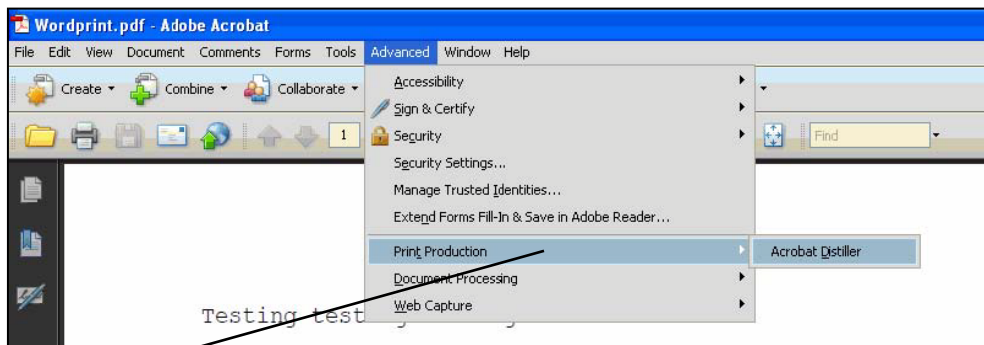 Wordprint.pdf - Adobe Acrobat
File Edit View Document Comments Forms Tools Advanced Window Help
Create Combine Collaborate
1 Find
Accessibility
Sign & Certify
Security
Security Settings...
Manage Trusted Identities...
Extend Forms Fill-In & Save in Adobe Reader...
Print Production Acrobat Distiller
Document Processing
Web Capture
Testing test